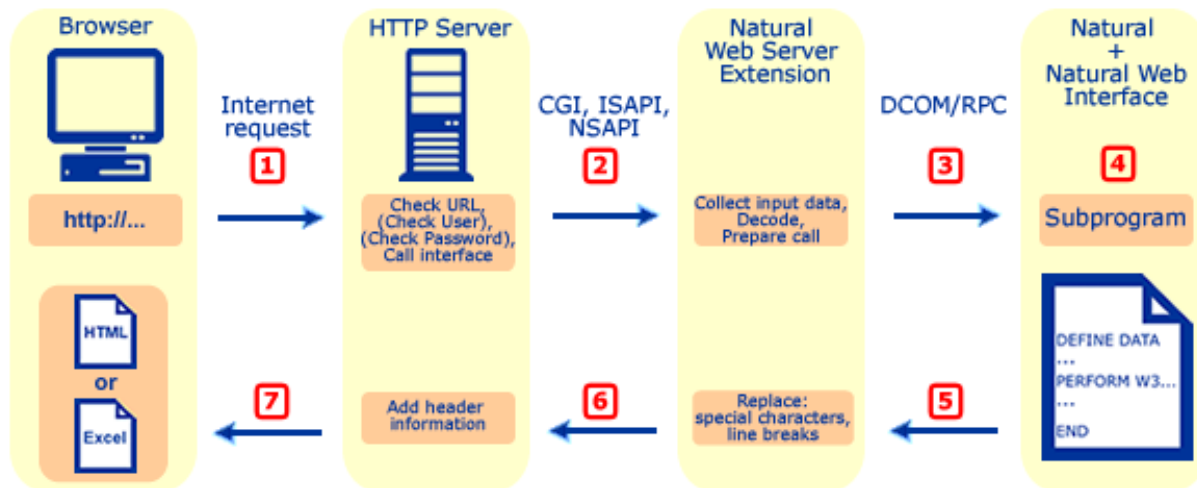 Browser
HTTP Server
Natural
Web Server
Extension
Natural
+
Natural Web
Interface
Internet
request
1
CGI, ISAPI,
NSAPI
2
DCOM/RPC
3
4
http://...
Check URL,
(Check User),
(Check Password),
Call interface
Collect input data,
Decode,
Prepare call
Subprogram
HTML
or
Excel
7
Add header
information
6
Replace:
special characters,
line breaks
5
DEFINE DATA
...
PERFORM W3...
...
END